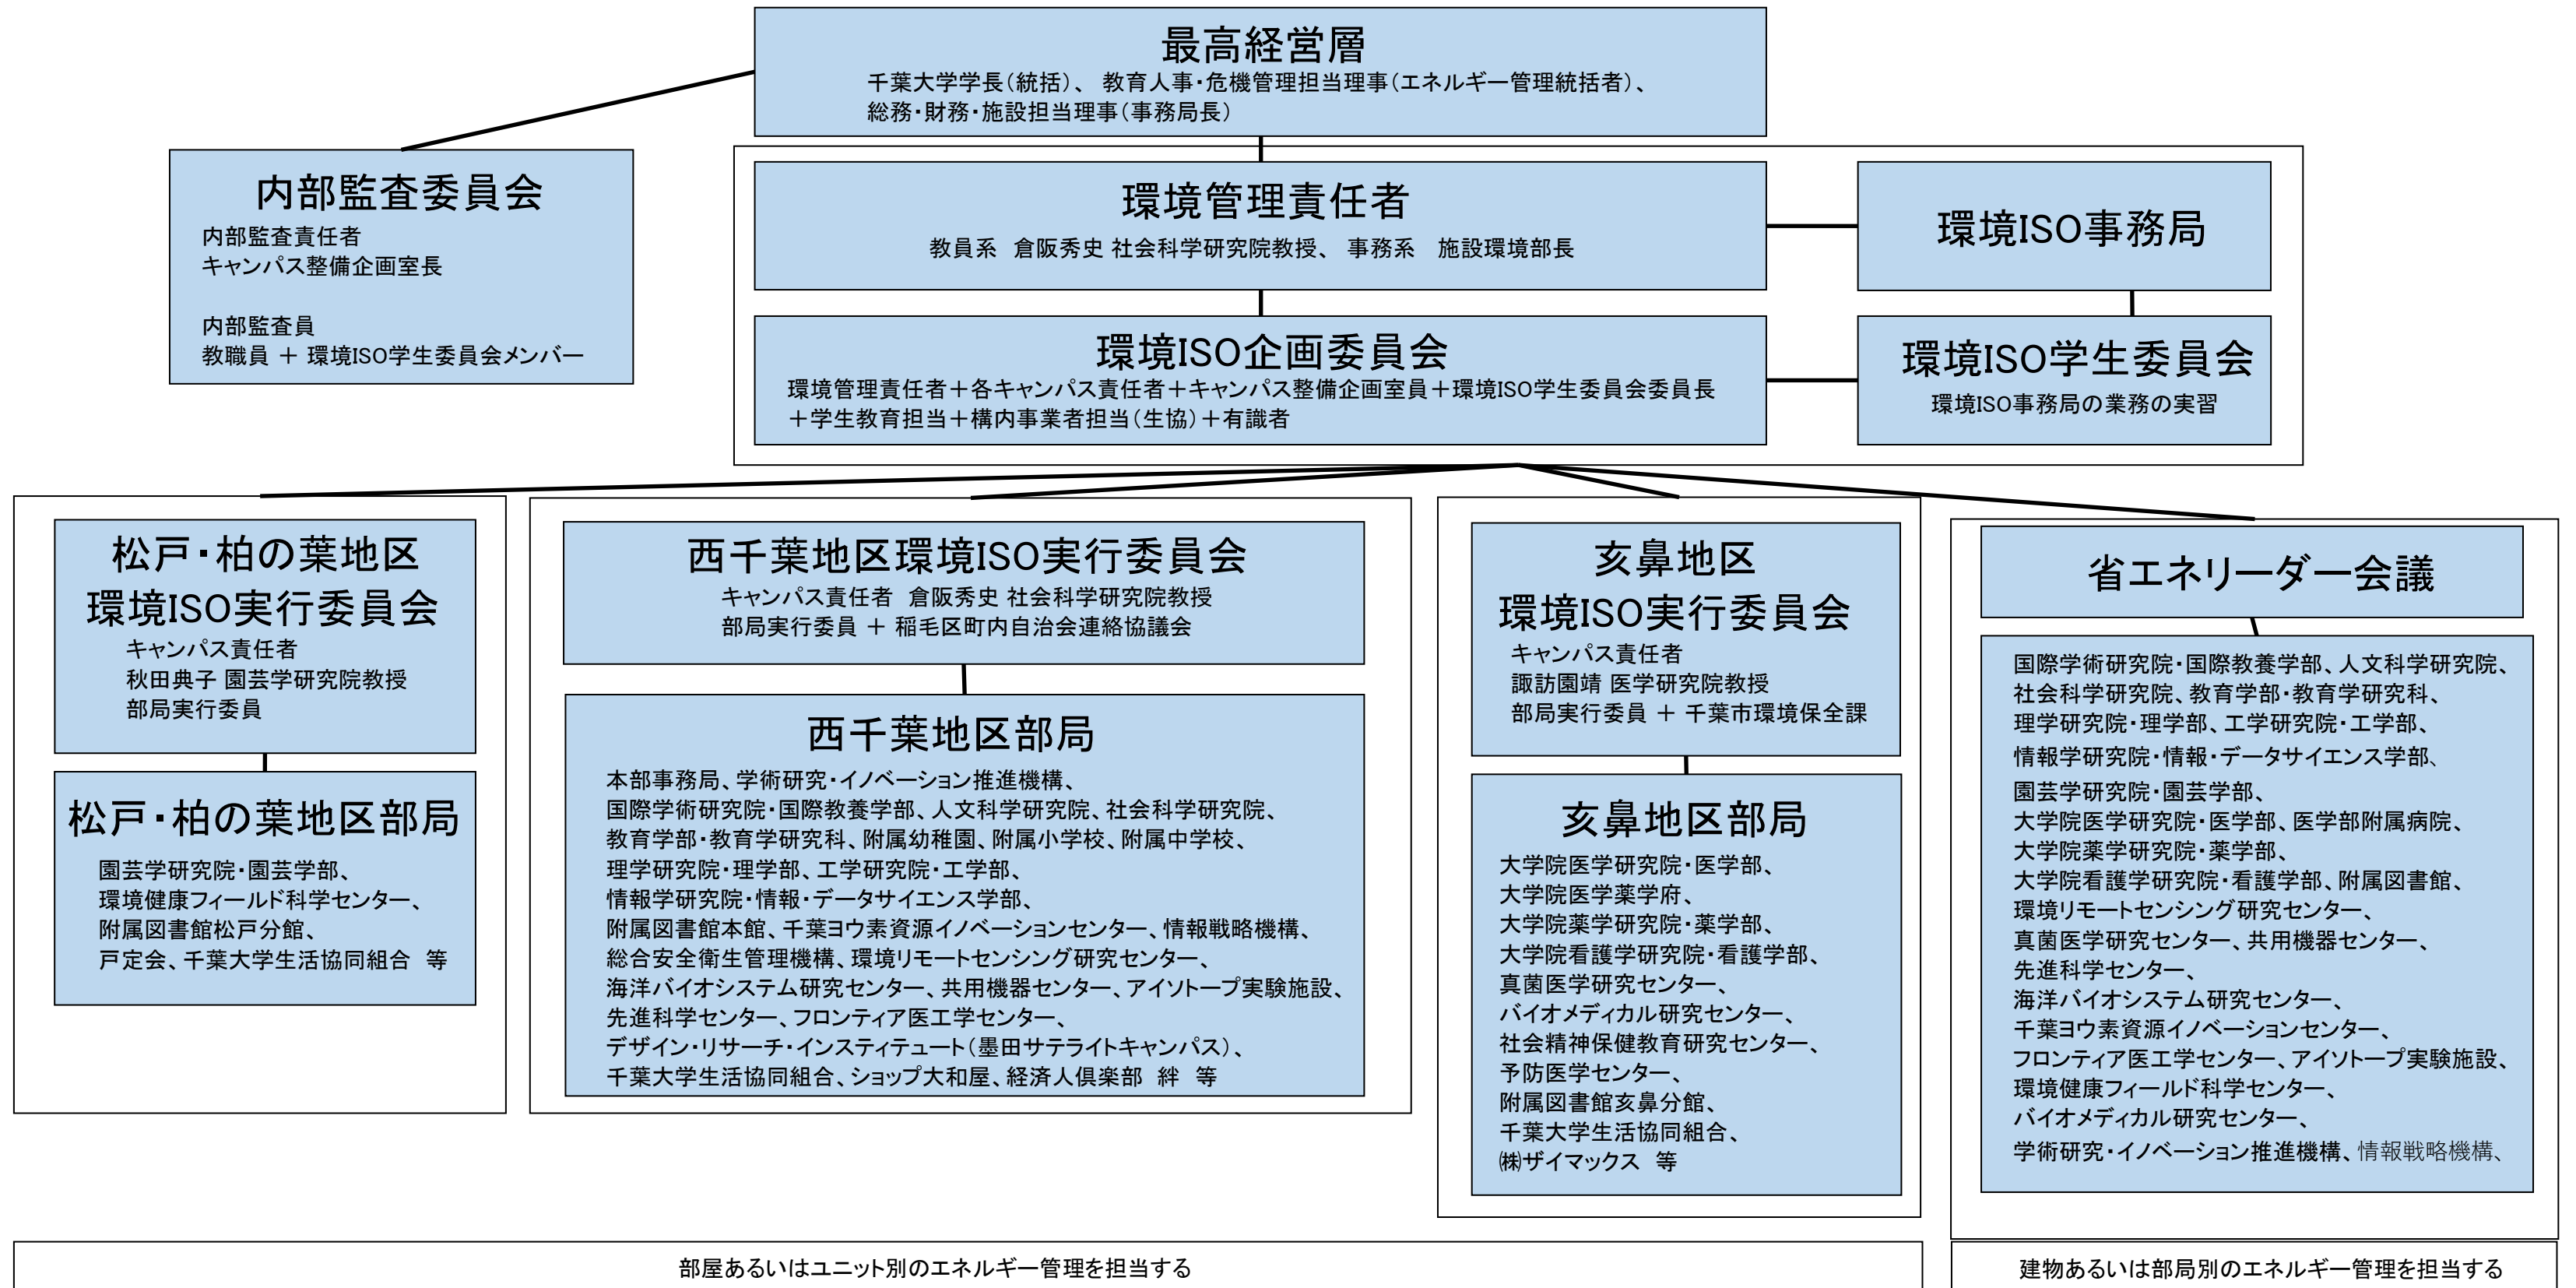 最高経営層
千葉大学学長(統括)、 教育人事・危機管理担当理事(エネルギー管理統括者)、
総務・財務・施設担当理事(事務局長)
内部監査委員会
内部監査責任者
キャンパス整備企画室長
内部監査員
教職員 + 環境ISO学生委員会メンバー
環境管理責任者
教員系 倉阪秀史 社会科学研究院教授、 事務系 施設環境部長
環境ISO事務局
環境ISO企画委員会
環境管理責任者+各キャンパス責任者+キャンパス整備企画室員+環境ISO学生委員会委員長
+学生教育担当+構内事業者担当(生協)+有識者
環境ISO学生委員会
環境ISO事務局の業務の実習
松戸・柏の葉地区
環境ISO実行委員会
キャンパス責任者
秋田典子 園芸学研究院教授
部局実行委員
松戸・柏の葉地区部局
園芸学研究院・園芸学部、
環境健康フィールド科学センター、
附属図書館松戸分館、
戸定会、千葉大学生活協同組合 等
西千葉地区環境ISO実行委員会
キャンパス責任者 倉阪秀史 社会科学研究院教授
部局実行委員 + 稲毛区町内自治会連絡協議会
西千葉地区部局
本部事務局、学術研究・イノベーション推進機構、
国際学術研究院・国際教養学部、人文科学研究院、社会科学研究院、
教育学部・教育学研究科、附属幼稚園、附属小学校、附属中学校、
理学研究院・理学部、工学研究院・工学部、
情報学研究院・情報・データサイエンス学部、
附属図書館本館、千葉ヨウ素資源イノベーションセンター、情報戦略機構、
総合安全衛生管理機構、環境リモートセンシング研究センター、
海洋バイオシステム研究センター、共用機器センター、アイソトープ実験施設、
先進科学センター、フロンティア医工学センター、
デザイン・リサーチ・インスティテュート(墨田サテライトキャンパス)、
千葉大学生活協同組合、ショップ大和屋、経済人倶楽部 絆 等
亥鼻地区
環境ISO実行委員会
キャンパス責任者
諏訪園靖 医学研究院教授
部局実行委員 + 千葉市環境保全課
亥鼻地区部局
大学院医学研究院・医学部、
大学院医学薬学府、
大学院薬学研究院・薬学部、
大学院看護学研究院・看護学部、
真菌医学研究センター、
バイオメディカル研究センター、
社会精神保健教育研究センター、
予防医学センター、
附属図書館亥鼻分館、
千葉大学生活協同組合、
㈱ザイマックス 等
省エネリーダー会議
国際学術研究院・国際教養学部、人文科学研究院、
社会科学研究院、教育学部・教育学研究科、
理学研究院・理学部、工学研究院・工学部、
情報学研究院・情報・データサイエンス学部、
園芸学研究院・園芸学部、
大学院医学研究院・医学部、医学部附属病院、
大学院薬学研究院・薬学部、
大学院看護学研究院・看護学部、附属図書館、
環境リモートセンシング研究センター、
真菌医学研究センター、共用機器センター、
先進科学センター、
海洋バイオシステム研究センター、
千葉ヨウ素資源イノベーションセンター、
フロンティア医工学センター、アイソトープ実験施設、
環境健康フィールド科学センター、
バイオメディカル研究センター、
学術研究・イノベーション推進機構、情報戦略機構、
部屋あるいはユニット別のエネルギー管理を担当する
建物あるいは部局別のエネルギー管理を担当する